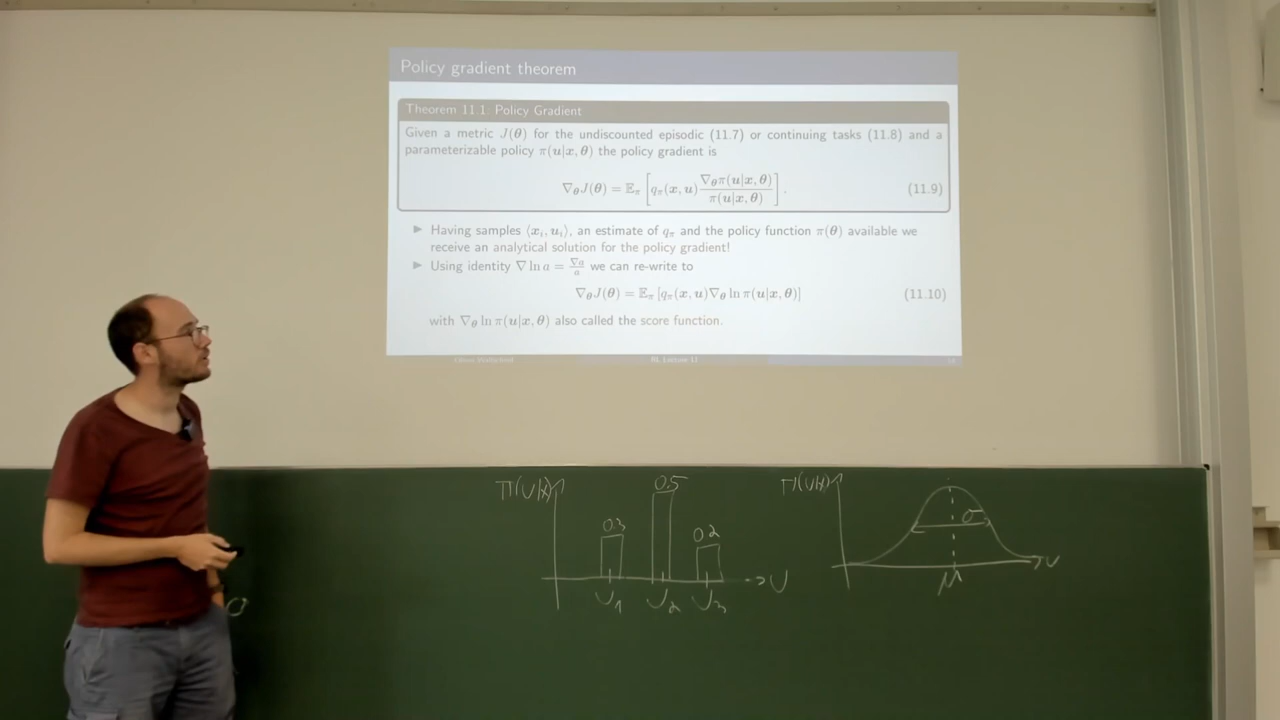 Policy gradient theorem
Theorem 11.1: Policy Gradient
Given a metric J(θ) for the undiscounted episodic (11.7) or continuing tasks (11.8) and a
parameterizable policy π(u|x, θ) the policy gradient is
∇θJ(θ) = 𝔼π [qπ(x, u) ∇θπ(u|x, θ) / π(u|x, θ)]. (11.9)
▶ Having samples ⟨xi, ui⟩, an estimate of qπ and the policy function π(θ) available we
receive an analytical solution for the policy gradient!
▶ Using identity ∇ ln a = ∇a/a we can re-write to
∇θJ(θ) = 𝔼π [qπ(x, u)∇θ ln π(u|x, θ)] (11.10)
with ∇θ ln π(u|x, θ) also called the score function.
RL Lecture 11
π(U|x)
0.3
0.5
0.2
U1 U2 U3
U
π(U|x)
σ
μ
U